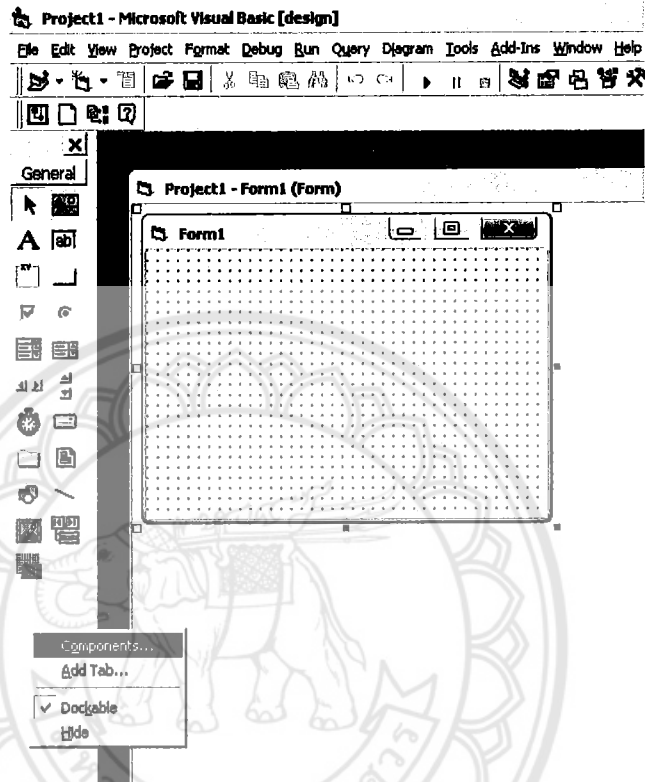 Project1 - Microsoft Visual Basic [design]
File Edit View Project Format Debug Run Query Diagram Tools Add-Ins Window Help
General
Project1 - Form1 (Form)
A ab
Form1
Components...
Add Tab...
Dockable
Hide